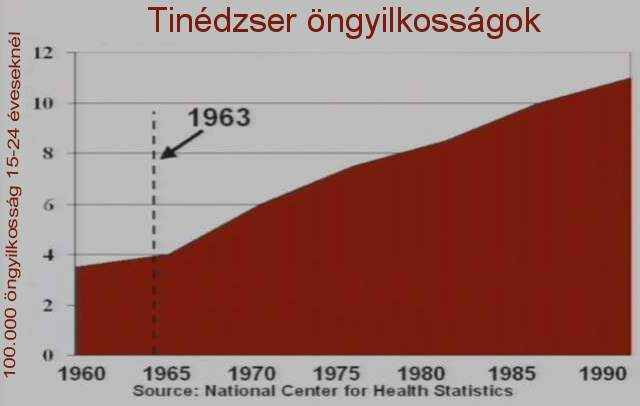 Tinédzser öngyilkosságok
100.000 öngyilkosság 15-24 éveseknél
12
10
8
6
4
2
0
1963
1960 1965 1970 1975 1980 1985 1990
Source: National Center for Health Statistics